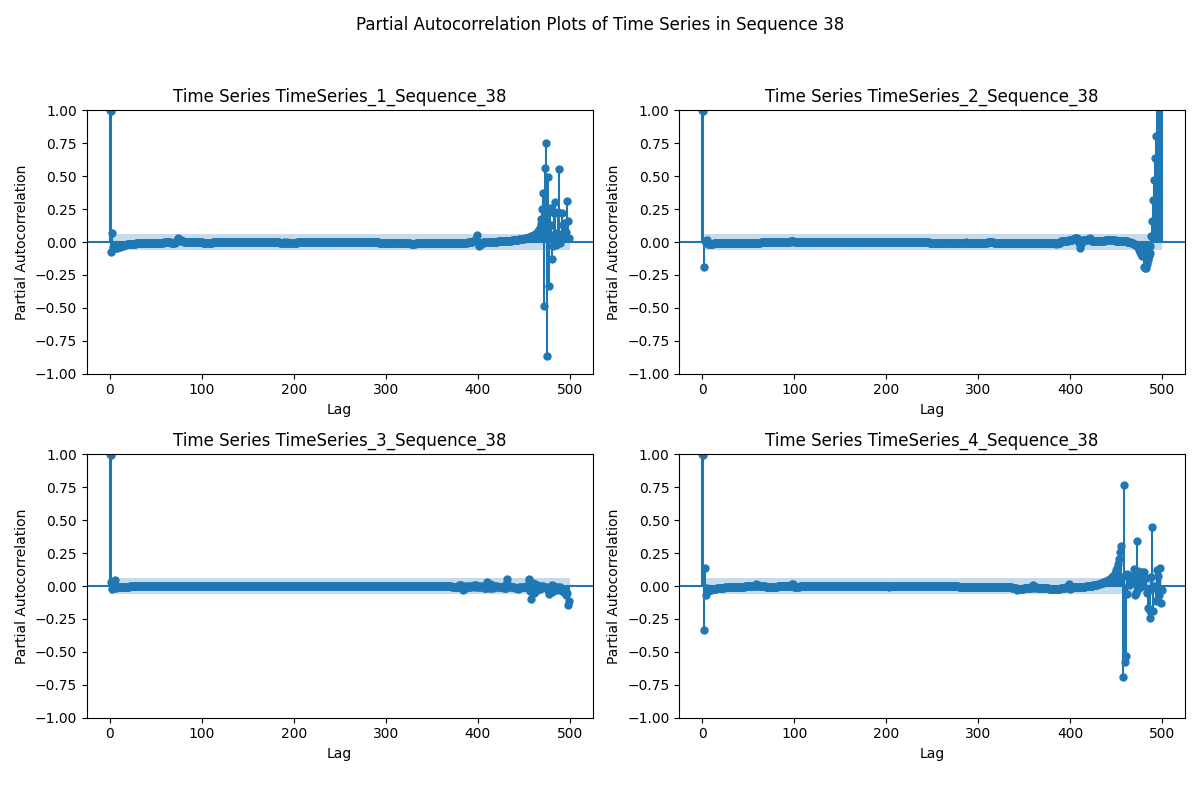 Partial Autocorrelation Plots of Time Series in Sequence 38
Time Series TimeSeries_1_Sequence_38
1.00
0.75
0.50
0.25
0.00
−0.25
−0.50
−0.75
−1.00
Partial Autocorrelation
0 100 200 300 400 500
Lag
Time Series TimeSeries_2_Sequence_38
1.00
0.75
0.50
0.25
0.00
−0.25
−0.50
−0.75
−1.00
Partial Autocorrelation
0 100 200 300 400 500
Lag
Time Series TimeSeries_3_Sequence_38
1.00
0.75
0.50
0.25
0.00
−0.25
−0.50
−0.75
−1.00
Partial Autocorrelation
0 100 200 300 400 500
Lag
Time Series TimeSeries_4_Sequence_38
1.00
0.75
0.50
0.25
0.00
−0.25
−0.50
−0.75
−1.00
Partial Autocorrelation
0 100 200 300 400 500
Lag